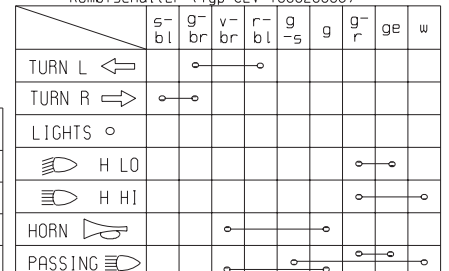 s- g- v- r- g g g- ge w
bl br br bl -s r
TURN L
TURN R
LIGHTS
H LO
H HI
HORN
PASSING